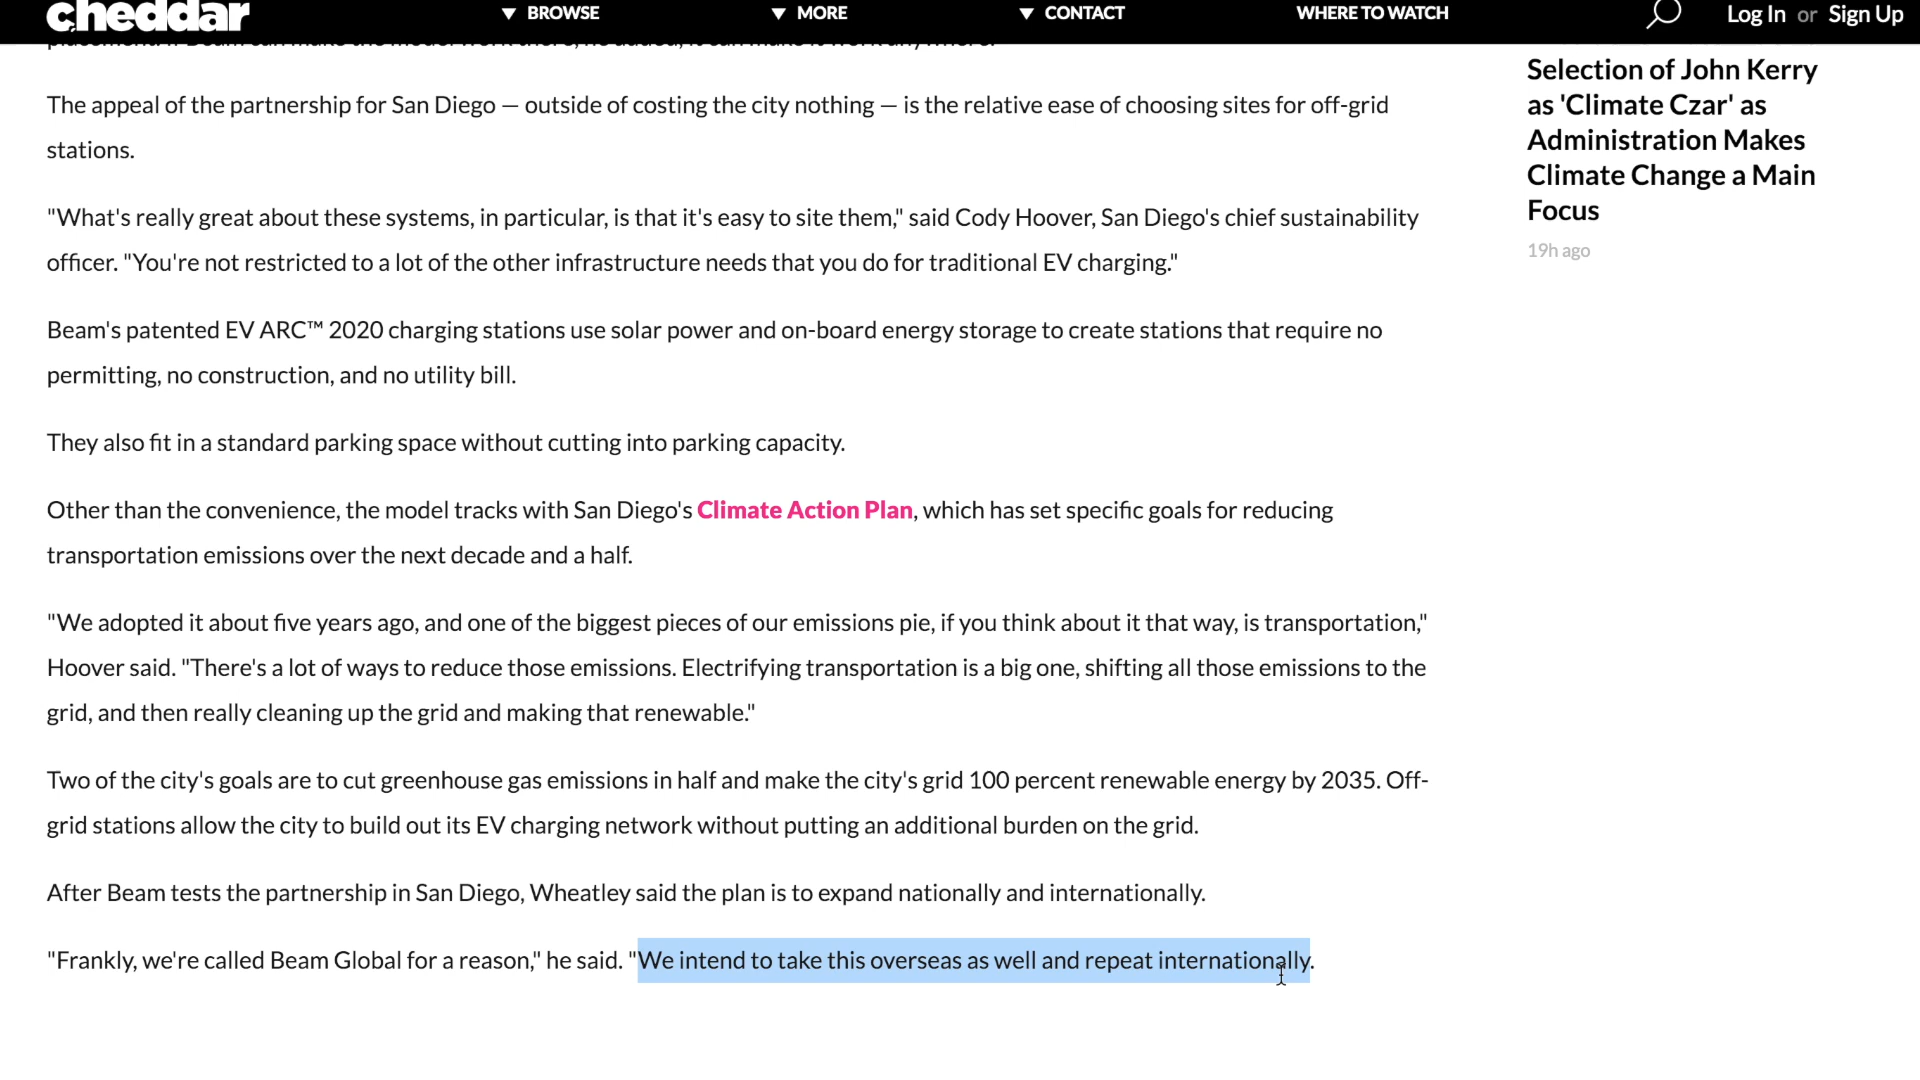 cheddar
▼ BROWSE
▼ MORE
▼ CONTACT
WHERE TO WATCH
Log In or Sign Up
The appeal of the partnership for San Diego — outside of costing the city nothing — is the relative ease of choosing sites for off-grid
stations.
"What's really great about these systems, in particular, is that it's easy to site them," said Cody Hoover, San Diego's chief sustainability
officer. "You're not restricted to a lot of the other infrastructure needs that you do for traditional EV charging."
Beam's patented EV ARC™ 2020 charging stations use solar power and on-board energy storage to create stations that require no
permitting, no construction, and no utility bill.
They also fit in a standard parking space without cutting into parking capacity.
Other than the convenience, the model tracks with San Diego's Climate Action Plan, which has set specific goals for reducing
transportation emissions over the next decade and a half.
"We adopted it about five years ago, and one of the biggest pieces of our emissions pie, if you think about it that way, is transportation,"
Hoover said. "There's a lot of ways to reduce those emissions. Electrifying transportation is a big one, shifting all those emissions to the
grid, and then really cleaning up the grid and making that renewable."
Two of the city's goals are to cut greenhouse gas emissions in half and make the city's grid 100 percent renewable energy by 2035. Off-
grid stations allow the city to build out its EV charging network without putting an additional burden on the grid.
After Beam tests the partnership in San Diego, Wheatley said the plan is to expand nationally and internationally.
"Frankly, we're called Beam Global for a reason," he said. "We intend to take this overseas as well and repeat internationally.
Selection of John Kerry
as 'Climate Czar' as
Administration Makes
Climate Change a Main
Focus
19h ago